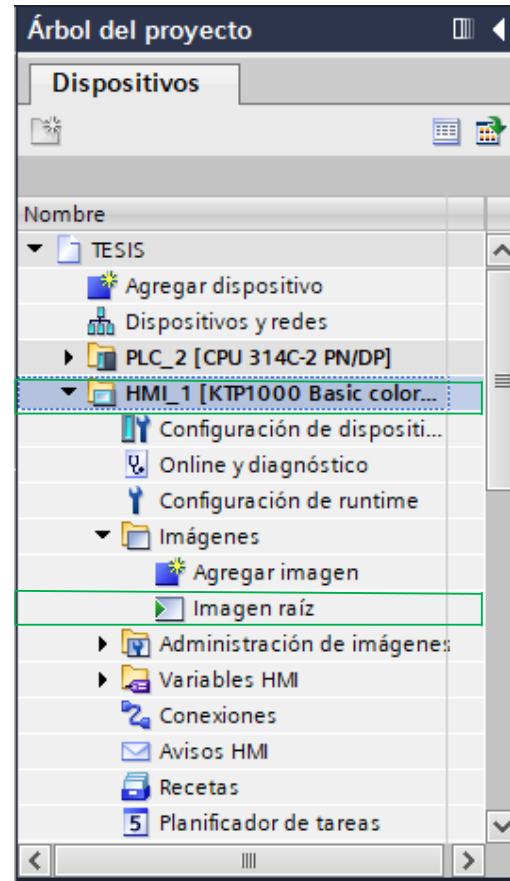 Árbol del proyecto
Dispositivos
Nombre
TESIS
Agregar dispositivo
Dispositivos y redes
PLC_2 [CPU 314C-2 PN/DP]
HMI_1 [KTP1000 Basic color...
Configuración de dispositi...
Online y diagnóstico
Configuración de runtime
Imágenes
Agregar imagen
Imagen raíz
Administración de imágenes
Variables HMI
Conexiones
Avisos HMI
Recetas
5 Planificador de tareas